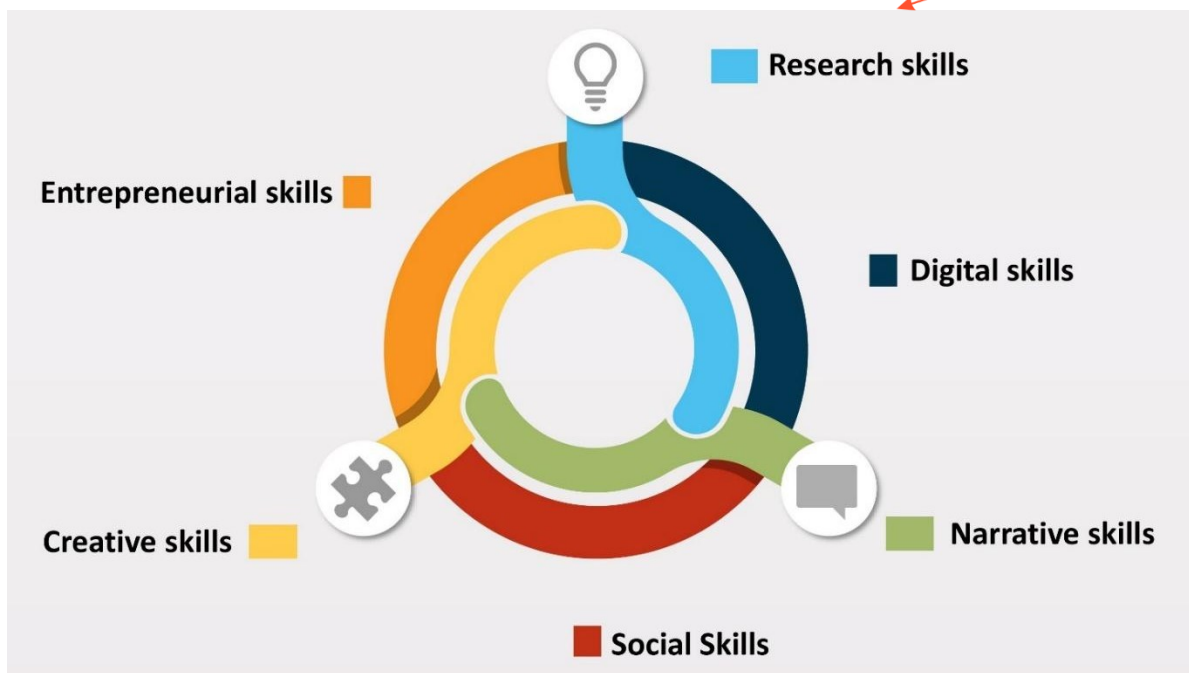 Research skills
Entrepreneurial skills
Digital skills
Creative skills
Narrative skills
Social Skills